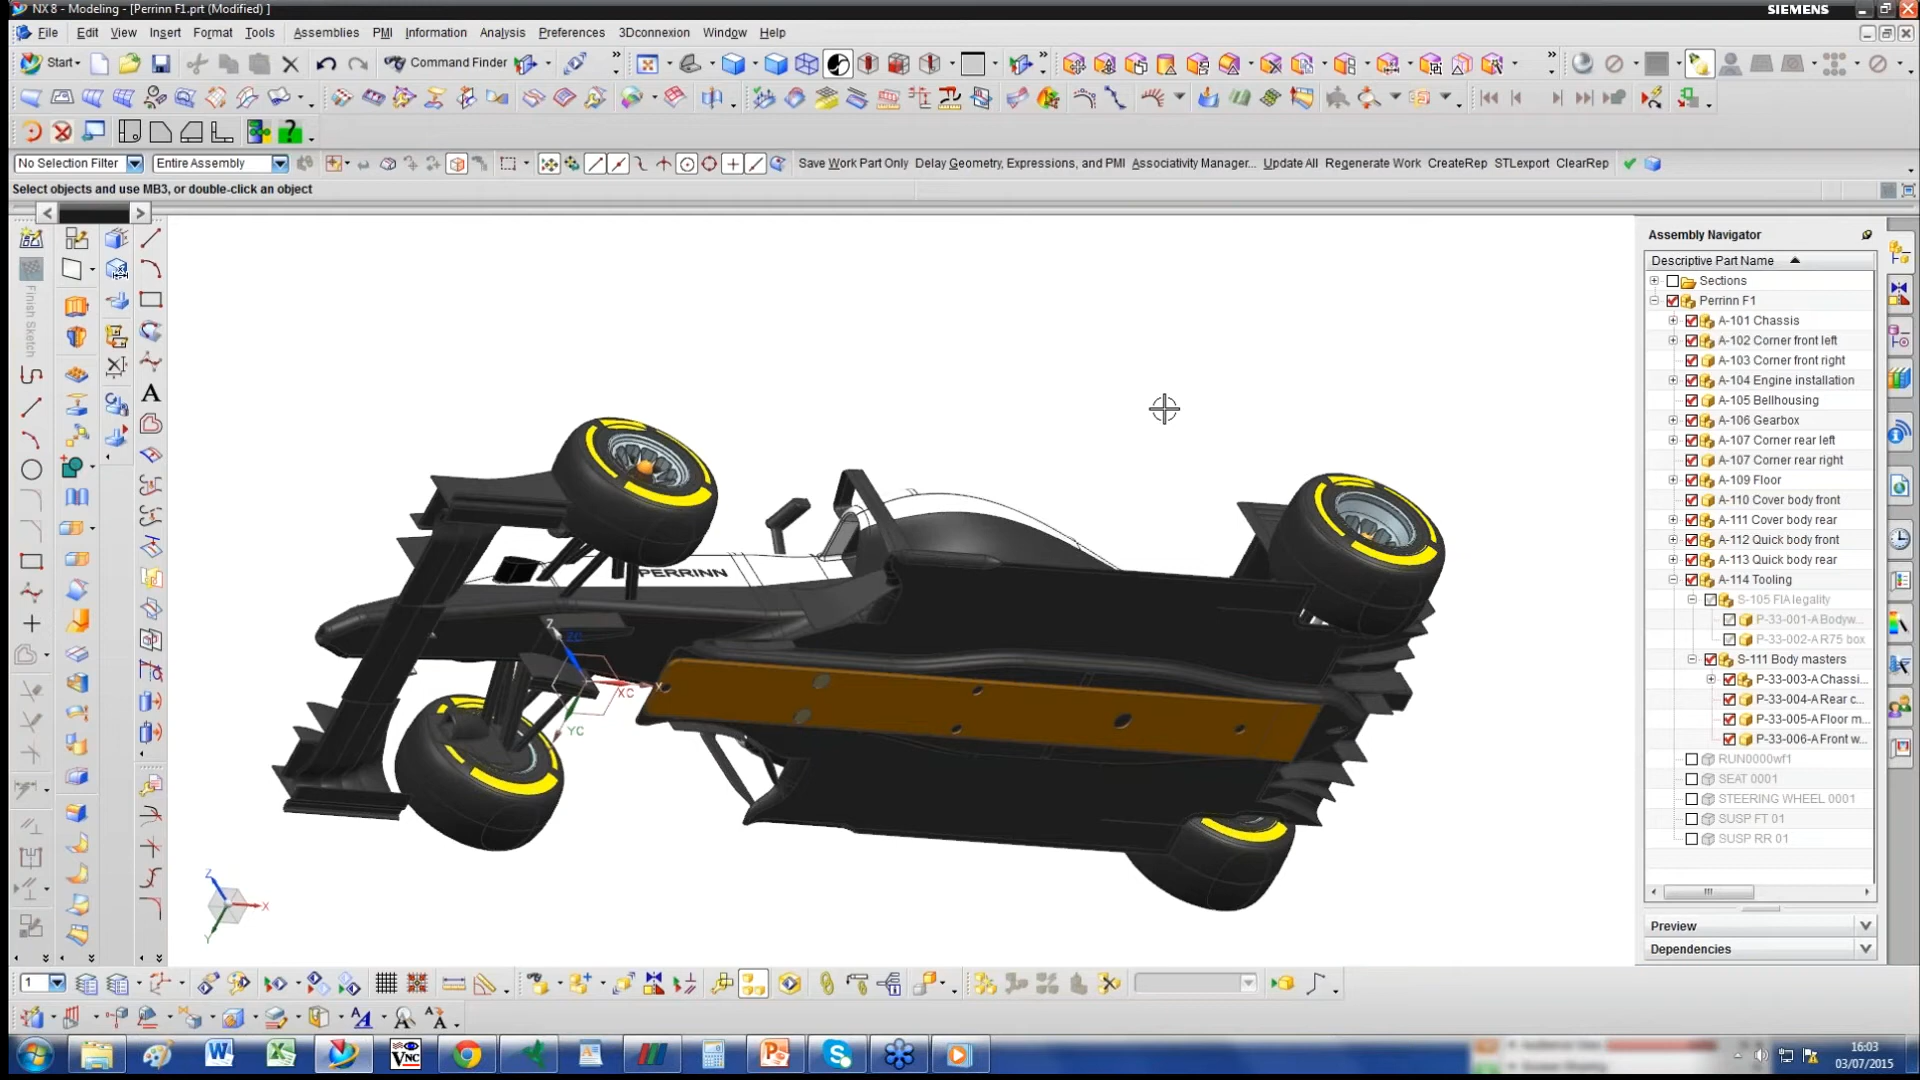 NX 8 - Modeling - [Perrinn F1.prt (Modified) ]
SIEMENS
File Edit View Insert Format Tools Assemblies PMI Information Analysis Preferences 3Dconnexion Window Help
Start Command Finder
No Selection Filter Entire Assembly Save Work Part Only Delay Geometry, Expressions, and PMI Associativity Manager... Update All Regenerate Work CreateRep STLexport ClearRep
Select objects and use MB3, or double-click an object
Assembly Navigator
Descriptive Part Name
Sections
Perrinn F1
A-101 Chassis
A-102 Corner front left
A-103 Corner front right
A-104 Engine installation
A-105 Bellhousing
A-106 Gearbox
A-107 Corner rear left
A-107 Corner rear right
A-109 Floor
A-110 Cover body front
A-111 Cover body rear
A-112 Quick body front
A-113 Quick body rear
A-114 Tooling
S-105 FIA legality
P-33-001-A Bodyw...
P-33-002-A R75 box
S-111 Body masters
P-33-003-A Chassi...
P-33-004-A Rear c...
P-33-005-A Floor m...
P-33-006-A Front w...
RUN0000wf1
SEAT 0001
STEERING WHEEL 0001
SUSP FT 01
SUSP RR 01
Preview
Dependencies
Finish Sketch
A
PERRINN
Z
ZC
XC
X
YC
Z
X
Y
1
VNC
16:03
03/07/2015